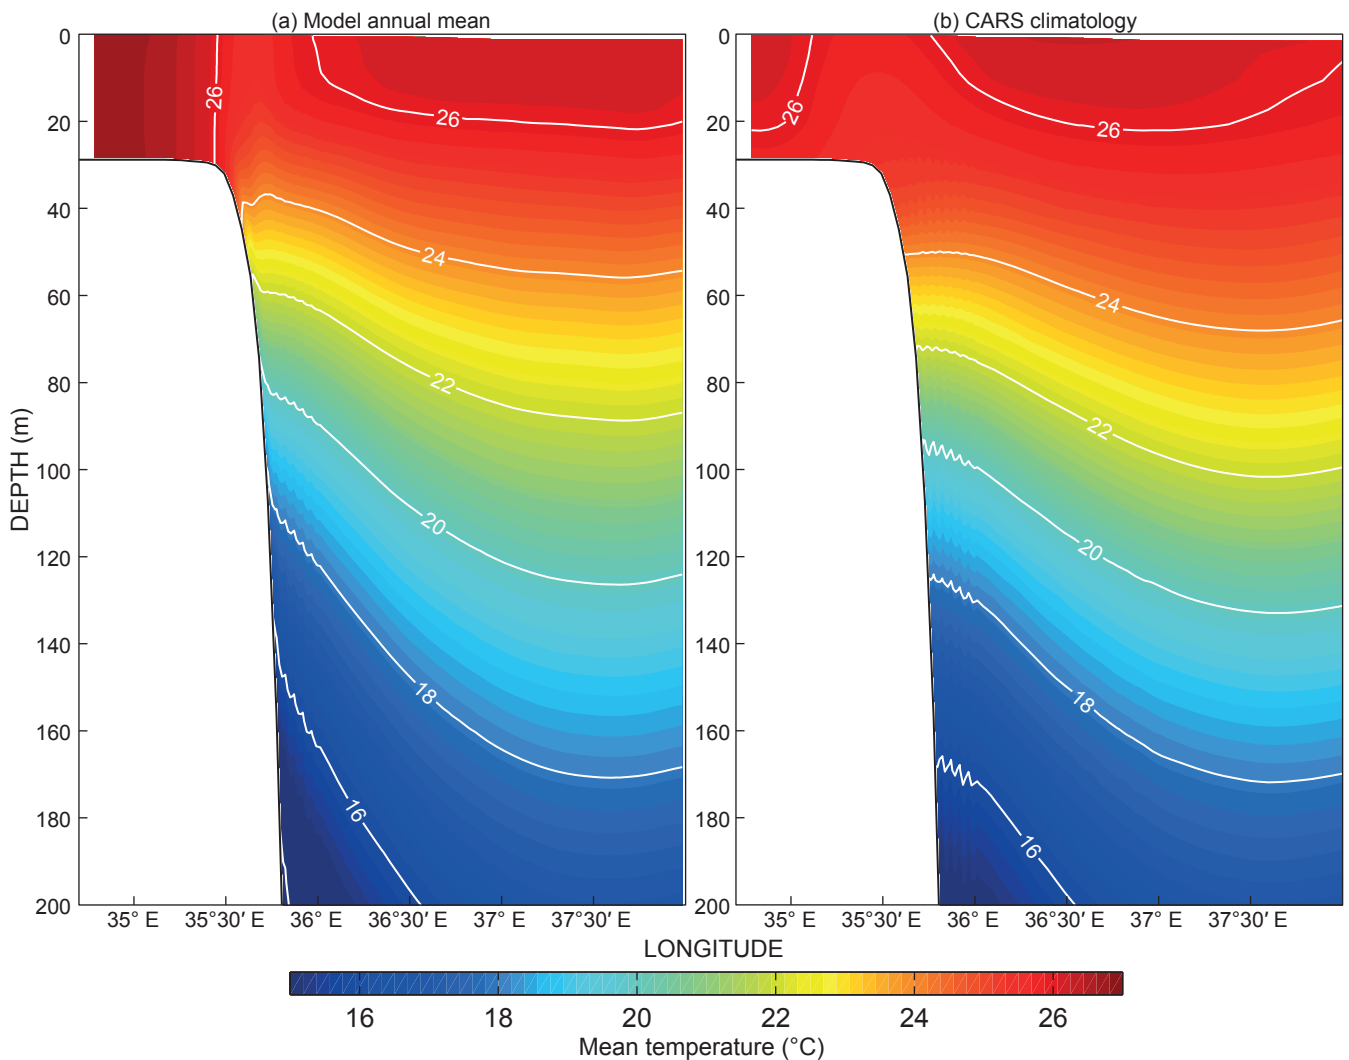 (a) Model annual mean
(b) CARS climatology
0
20
40
60
80
100
120
140
160
180
200
DEPTH (m)
26
26
24
22
20
18
16
35° E
35°30′ E
36° E
36°30′ E
37° E
37°30′ E
0
20
40
60
80
100
120
140
160
180
200
26
26
24
22
20
18
16
35° E
35°30′ E
36° E
36°30′ E
37° E
37°30′ E
LONGITUDE
16 18 20 22 24 26
Mean temperature (°C)